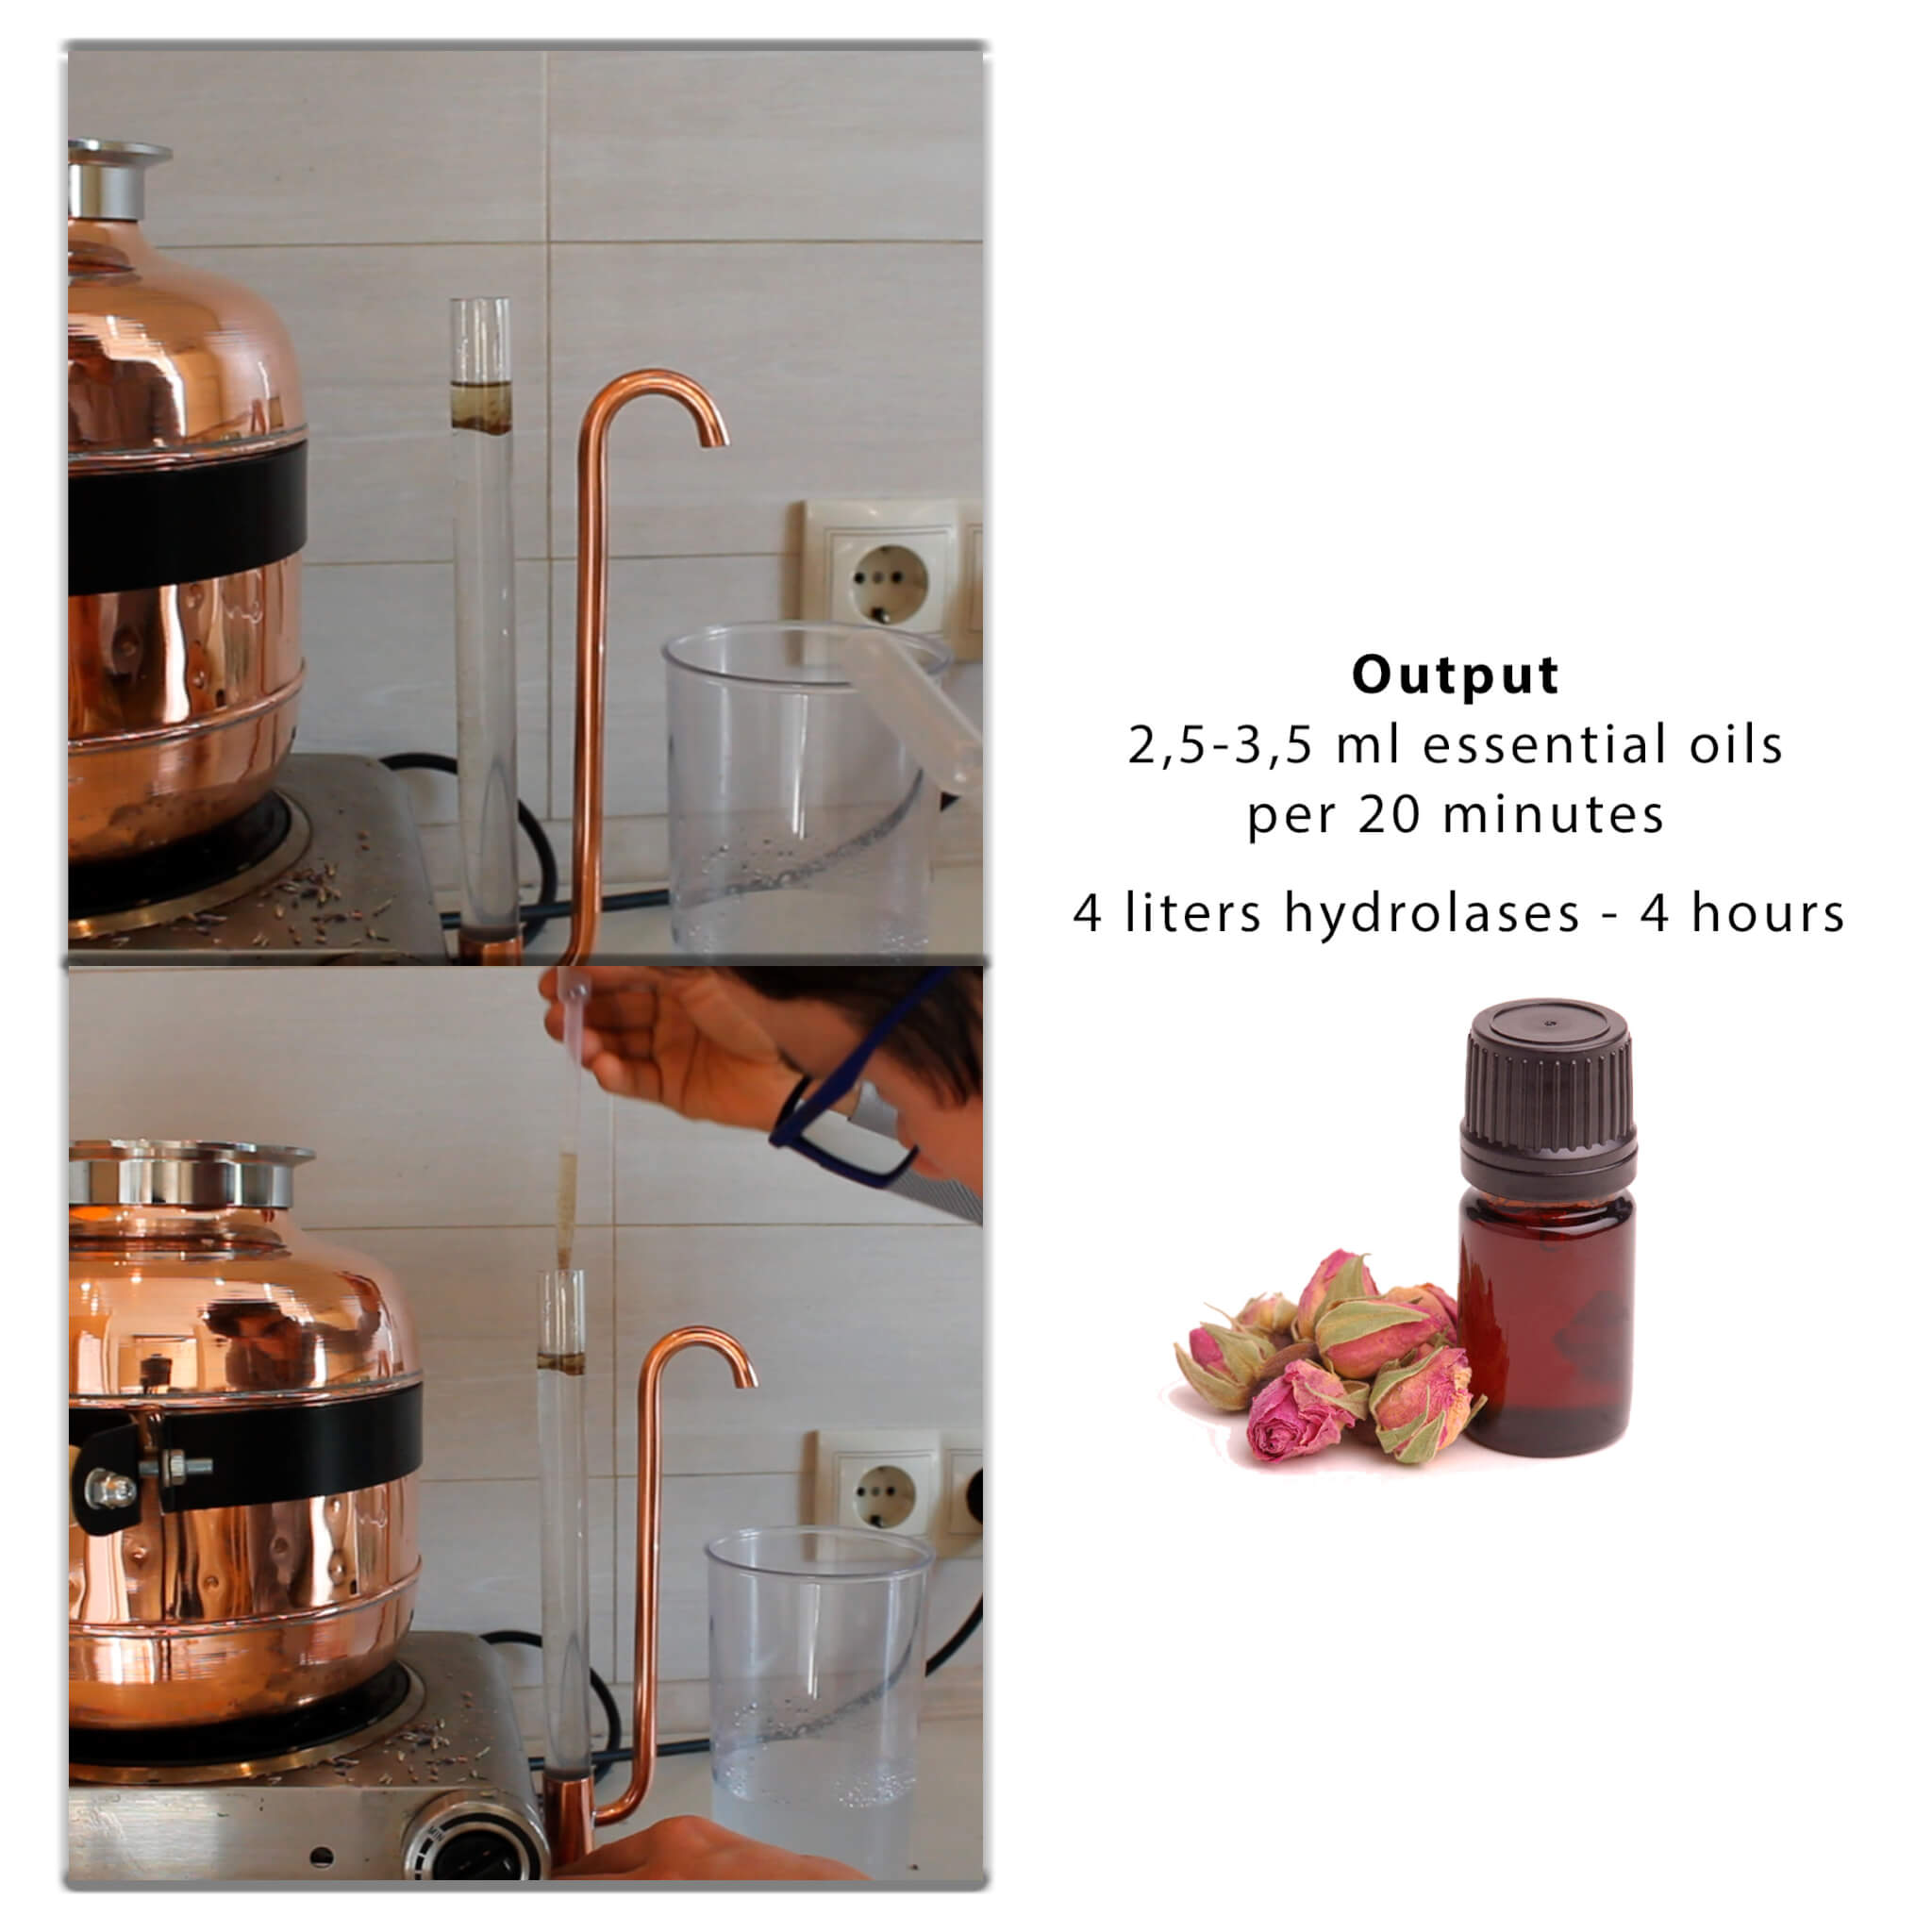 Output
2,5-3,5 ml essential oils
per 20 minutes
4 liters hydrolases - 4 hours